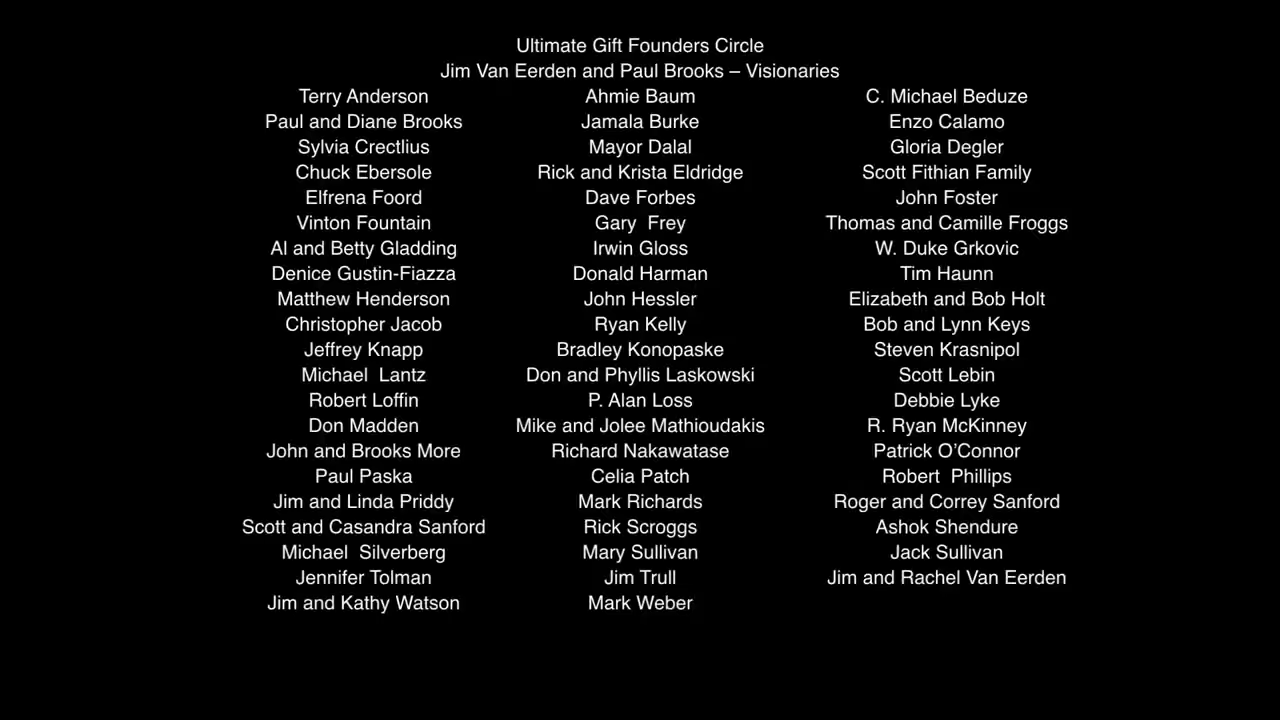 Ultimate Gift Founders Circle
Jim Van Eerden and Paul Brooks – Visionaries
Terry Anderson Ahmie Baum C. Michael Beduze
Paul and Diane Brooks Jamala Burke Enzo Calamo
Sylvia Crectlius Mayor Dalal Gloria Degler
Chuck Ebersole Rick and Krista Eldridge Scott Fithian Family
Elfrena Foord Dave Forbes John Foster
Vinton Fountain Gary  Frey Thomas and Camille Froggs
Al and Betty Gladding Irwin Gloss W. Duke Grkovic
Denice Gustin-Fiazza Donald Harman Tim Haunn
Matthew Henderson John Hessler Elizabeth and Bob Holt
Christopher Jacob Ryan Kelly Bob and Lynn Keys
Jeffrey Knapp Bradley Konopaske Steven Krasnipol
Michael  Lantz Don and Phyllis Laskowski Scott Lebin
Robert Loffin P. Alan Loss Debbie Lyke
Don Madden Mike and Jolee Mathioudakis R. Ryan McKinney
John and Brooks More Richard Nakawatase Patrick O’Connor
Paul Paska Celia Patch Robert  Phillips
Jim and Linda Priddy Mark Richards Roger and Correy Sanford
Scott and Casandra Sanford Rick Scroggs Ashok Shendure
Michael  Silverberg Mary Sullivan Jack Sullivan
Jennifer Tolman Jim Trull Jim and Rachel Van Eerden
Jim and Kathy Watson Mark Weber